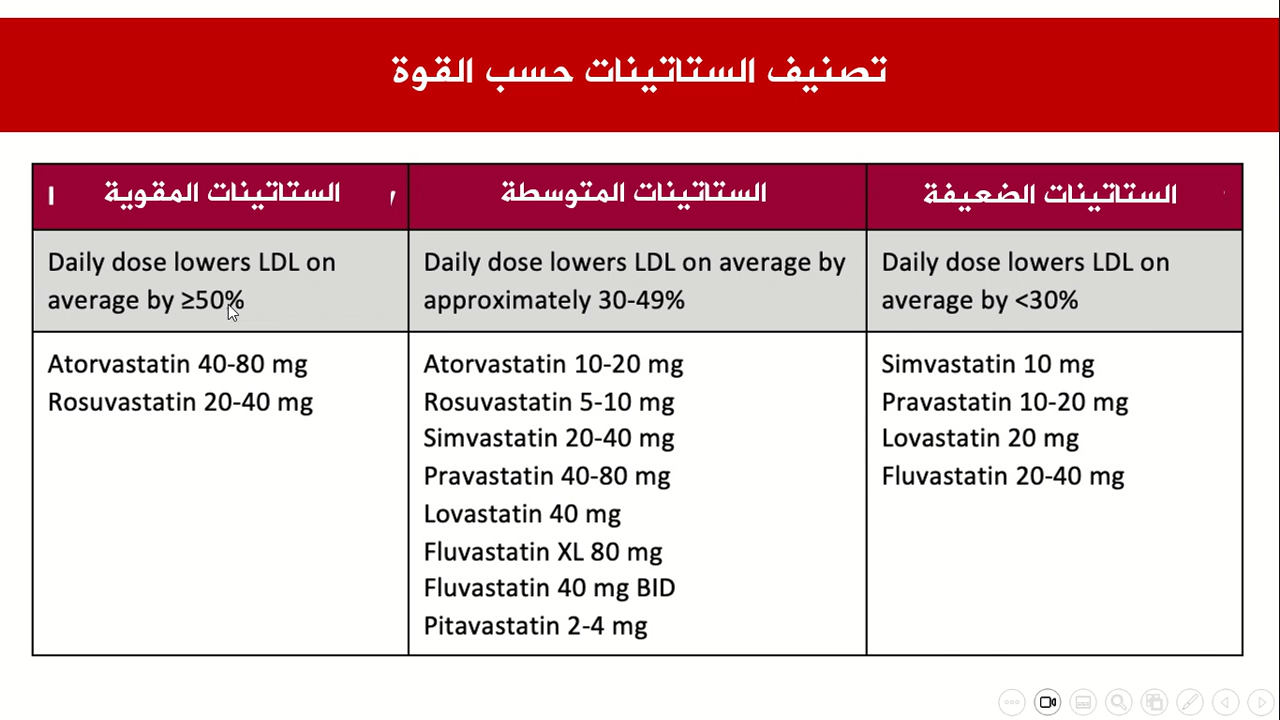 تصنيف الستاتينات حسب القوة
الستاتينات المقوية
الستاتينات المتوسطة
الستاتينات الضعيفة
Daily dose lowers LDL on
average by ≥50%
Daily dose lowers LDL on average by
approximately 30-49%
Daily dose lowers LDL on
average by <30%
Atorvastatin 40-80 mg
Rosuvastatin 20-40 mg
Atorvastatin 10-20 mg
Rosuvastatin 5-10 mg
Simvastatin 20-40 mg
Pravastatin 40-80 mg
Lovastatin 40 mg
Fluvastatin XL 80 mg
Fluvastatin 40 mg BID
Pitavastatin 2-4 mg
Simvastatin 10 mg
Pravastatin 10-20 mg
Lovastatin 20 mg
Fluvastatin 20-40 mg